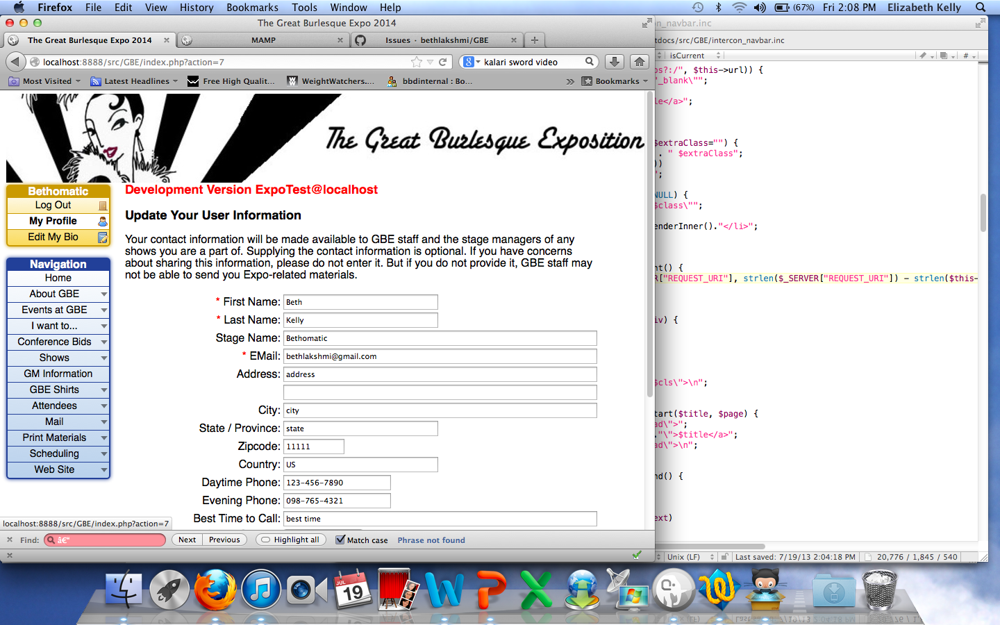 Firefox File Edit View History Bookmarks Tools Window Help (67%) Fri 2:08 PM Elizabeth Kelly
The Great Burlesque Expo 2014
The Great Burlesque Expo 2014 MAMP Issues · bethlakshmi/GBE
localhost:8888/src/GBE/index.php?action=7 kalari sword video
Most Visited Latest Headlines Free High Qualit... WeightWatchers.... bbdinternal : Bo... » Bookmarks
The Great Burlesque Exposition
Bethomatic
Log Out
My Profile
Edit My Bio
Navigation
Home
About GBE
Events at GBE
I want to...
Conference Bids
Shows
GM Information
GBE Shirts
Attendees
Mail
Print Materials
Scheduling
Web Site
Development Version ExpoTest@localhost
Update Your User Information
Your contact information will be made available to GBE staff and the stage managers of any
shows you are a part of. Supplying the contact information is optional. If you have concerns
about sharing this information, please do not enter it. But if you do not provide it, GBE staff may
not be able to send you Expo-related materials.
* First Name: Beth
* Last Name: Kelly
Stage Name: Bethomatic
* EMail: bethlakshmi@gmail.com
Address: address
City: city
State / Province: state
Zipcode: 11111
Country: US
Daytime Phone: 123-456-7890
Evening Phone: 098-765-4321
Best Time to Call: best time
localhost:8888/src/GBE/index.php?action=7
Find: â€“ Next Previous Highlight all Match case Phrase not found
n_navbar.inc
tdocs/src/GBE/intercon_navbar.inc
isCurrent #
ps?:/", $this->url)) {
"_blank\"";
le</a>";
$extraClass="") {
. " $extraClass";
))
";
NULL) {
$class\"";
enderInner()."</li>";
nt() {
R["REQUEST_URI"], strlen($_SERVER["REQUEST_URI"]) - strlen($this-
iv) {
$cls\">\n";
tart($title, $page) {
ad\">";
."\">$title</a>";
ad\">\n";
nd() {
ext)
Unix (LF) Last saved: 7/19/13 2:04:18 PM 20,776 / 1,845 / 540
JUL
19